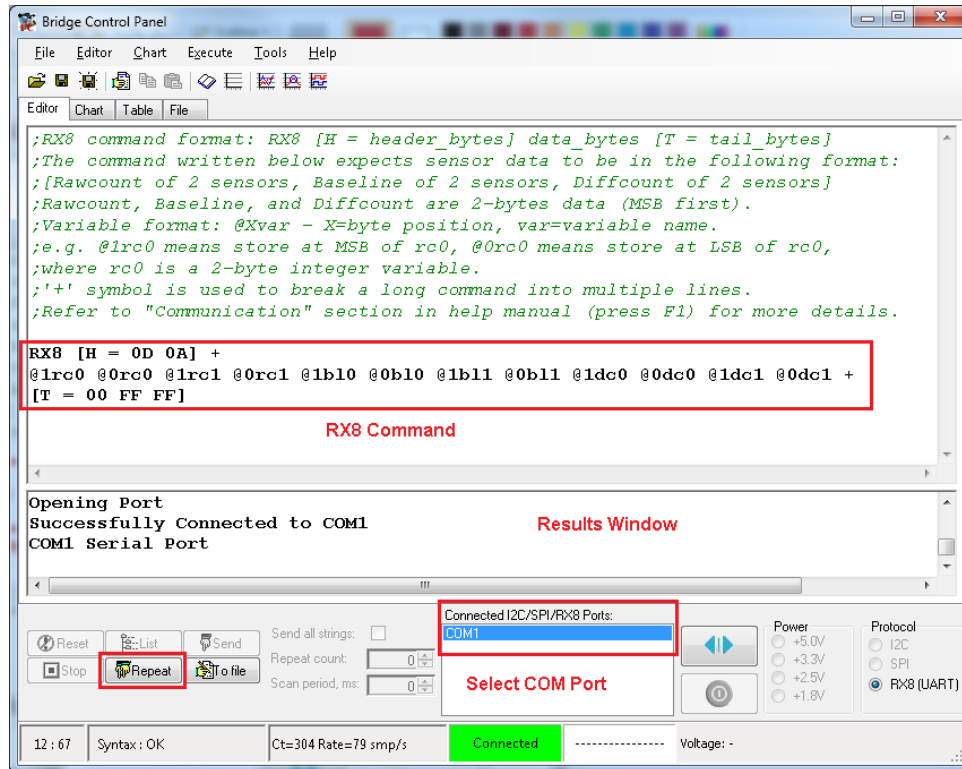 Bridge Control Panel
File Editor Chart Execute Tools Help
Editor Chart Table File
;RX8 command format: RX8 [H = header_bytes] data_bytes [T = tail_bytes]
;The command written below expects sensor data to be in the following format:
;[Rawcount of 2 sensors, Baseline of 2 sensors, Diffcount of 2 sensors]
;Rawcount, Baseline, and Diffcount are 2-bytes data (MSB first).
;Variable format: @Xvar - X=byte position, var=variable name.
;e.g. @1rc0 means store at MSB of rc0, @0rc0 means store at LSB of rc0,
;where rc0 is a 2-byte integer variable.
;'+' symbol is used to break a long command into multiple lines.
;Refer to "Communication" section in help manual (press F1) for more details.
RX8 [H = 0D 0A] +
@1rc0 @0rc0 @1rc1 @0rc1 @1bl0 @0bl0 @1bl1 @0bl1 @1dc0 @0dc0 @1dc1 @0dc1 +
[T = 00 FF FF]
RX8 Command
Opening Port
Successfully Connected to COM1
COM1 Serial Port
Results Window
Reset List Send
Stop Repeat To file
Send all strings:
Repeat count: 0
Scan period, ms: 0
Connected I2C/SPI/RX8 Ports:
COM1
Select COM Port
Power
+5.0V
+3.3V
+2.5V
+1.8V
Protocol
I2C
SPI
RX8 (UART)
12 : 67 Syntax : OK Ct=304 Rate=79 smp/s Connected ---------------- Voltage: -